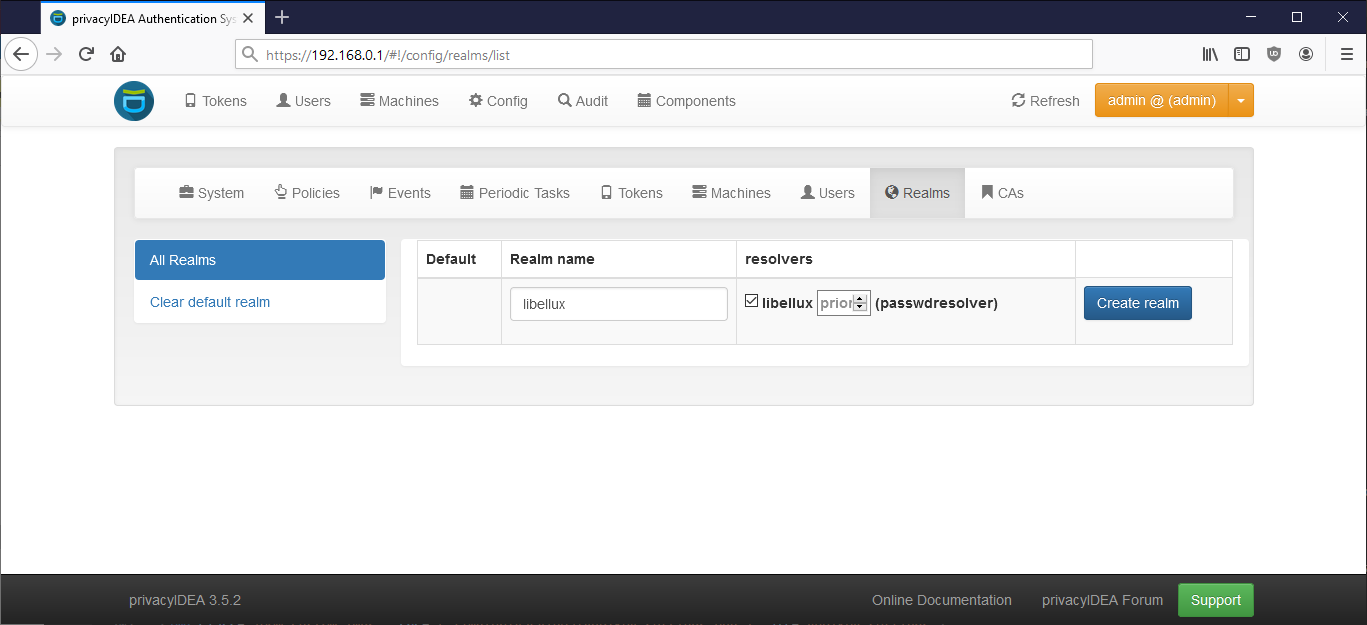 privacyIDEA Authentication Sys
https://192.168.0.1/#!/config/realms/list
Tokens Users Machines Config Audit Components Refresh admin @ (admin)
System Policies Events Periodic Tasks Tokens Machines Users Realms CAs
All Realms
Clear default realm
Default Realm name resolvers
libellux libellux prior (passwdresolver) Create realm
privacyIDEA 3.5.2 Online Documentation privacyIDEA Forum Support